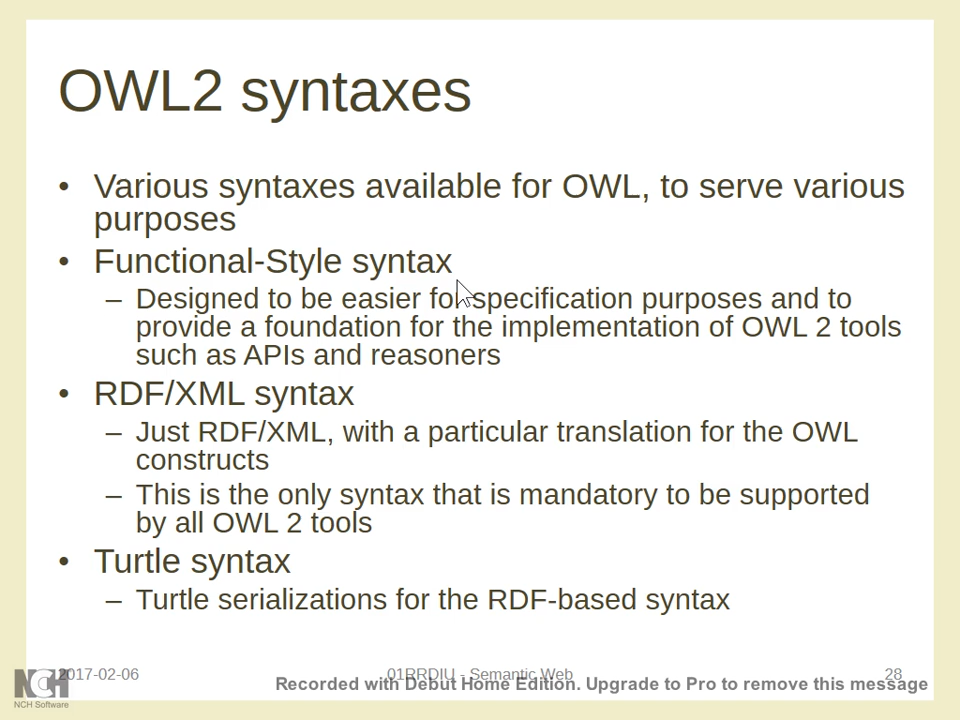 OWL2 syntaxes
• Various syntaxes available for OWL, to serve various
purposes
• Functional-Style syntax
– Designed to be easier for specification purposes and to
provide a foundation for the implementation of OWL 2 tools
such as APIs and reasoners
• RDF/XML syntax
– Just RDF/XML, with a particular translation for the OWL
constructs
– This is the only syntax that is mandatory to be supported
by all OWL 2 tools
• Turtle syntax
– Turtle serializations for the RDF-based syntax
2017-02-06 01RRDIU - Semantic Web 28
Recorded with Debut Home Edition. Upgrade to Pro to remove this message
NCH
NCH Software